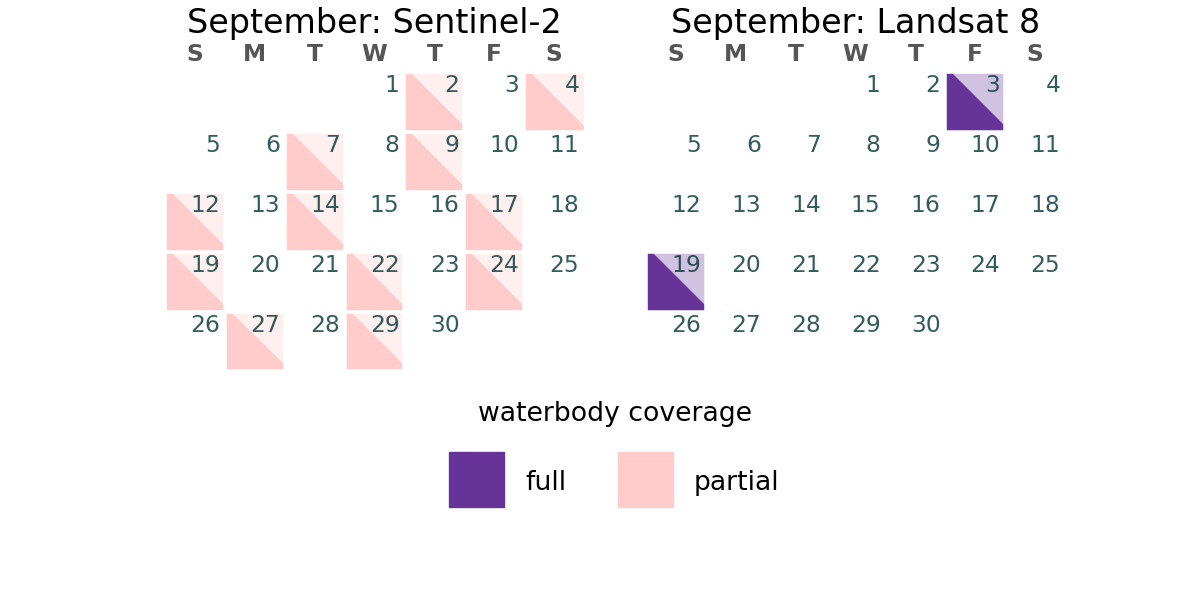 September: Sentinel-2
S M T W T F S
1 2 3 4
5 6 7 8 9 10 11
12 13 14 15 16 17 18
19 20 21 22 23 24 25
26 27 28 29 30
September: Landsat 8
S M T W T F S
1 2 3 4
5 6 7 8 9 10 11
12 13 14 15 16 17 18
19 20 21 22 23 24 25
26 27 28 29 30
waterbody coverage
full
partial